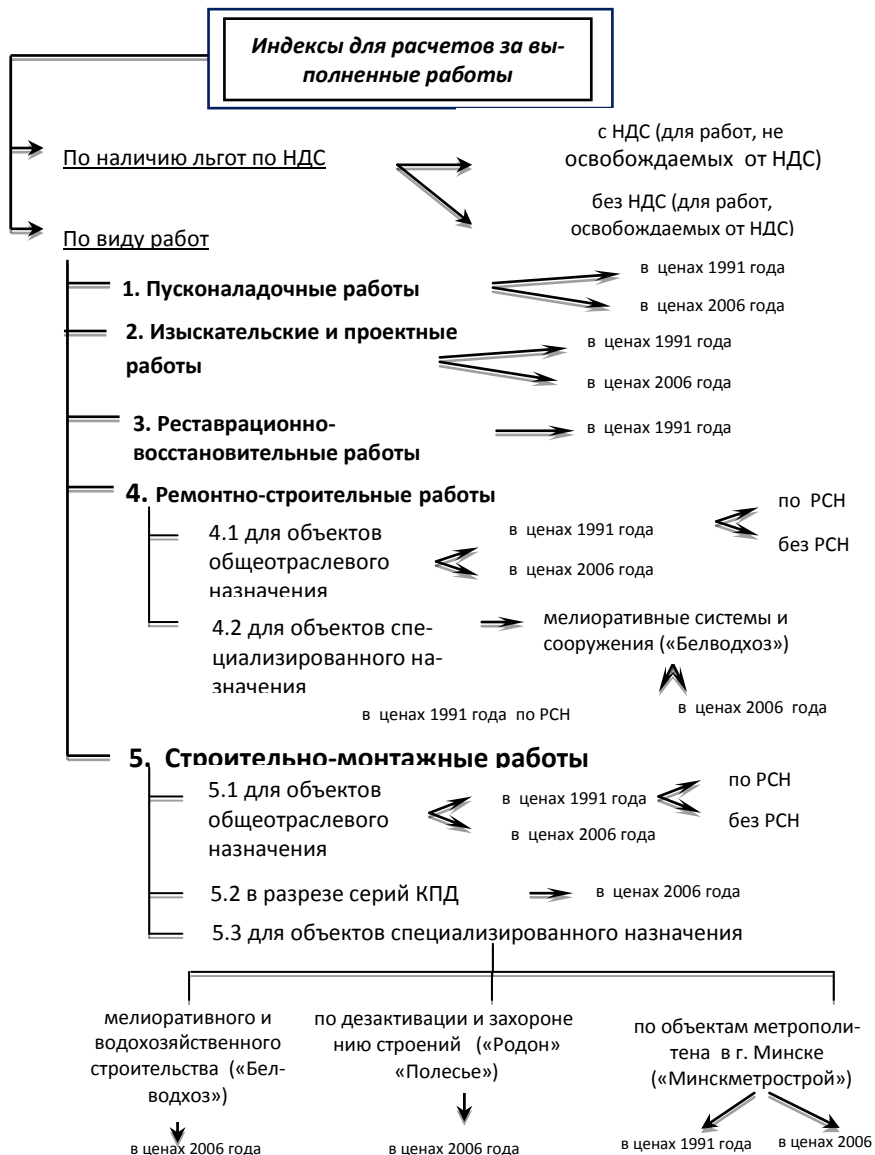 Индексы для расчетов за вы-
полненные работы
По наличию льгот по НДС
с НДС (для работ, не
освобождаемых от НДС)
без НДС (для работ,
освобождаемых от НДС)
По виду работ
1. Пусконаладочные работы
в ценах 1991 года
в ценах 2006 года
2. Изыскательские и проектные
работы
в ценах 1991 года
в ценах 2006 года
3. Реставрационно-
восстановительные работы
в ценах 1991 года
4. Ремонтно-строительные работы
4.1 для объектов
общеотраслевого
назначения
в ценах 1991 года
в ценах 2006 года
по РСН
без РСН
4.2 для объектов спе-
циализированного на-
значения
мелиоративные системы и
сооружения («Белводхоз»)
в ценах 1991 года по РСН
в ценах 2006 года
5. Строительно-монтажные работы
5.1 для объектов
общеотраслевого
назначения
в ценах 1991 года
в ценах 2006 года
по РСН
без РСН
5.2 в разрезе серий КПД
в ценах 2006 года
5.3 для объектов специализированного назначения
мелиоративного и
водохозяйственного
строительства («Бел-
водхоз»)
в ценах 2006 года
по дезактивации и захороне
нию строений («Родон»
«Полесье»)
в ценах 2006 года
по объектам метрополи-
тена в г. Минске
(«Минскметрострой»)
в ценах 1991 года
в ценах 2006